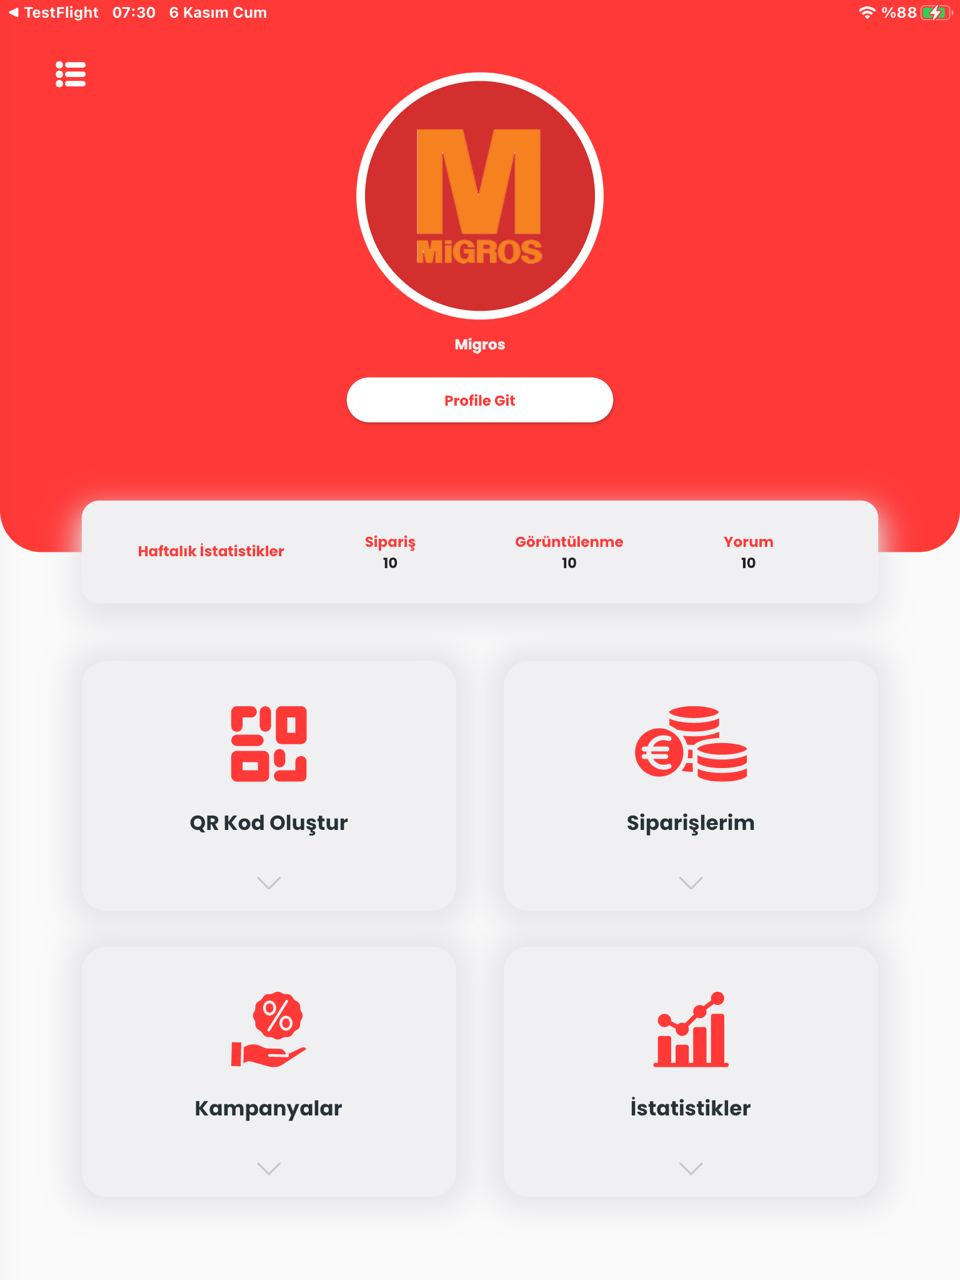 TestFlight 07:30 6 Kasım Cum %88
M
MiGROS
Migros
Profile Git
Haftalık İstatistikler
Sipariş
10
Görüntülenme
10
Yorum
10
QR Kod Oluştur
€
Siparişlerim
%
Kampanyalar
İstatistikler